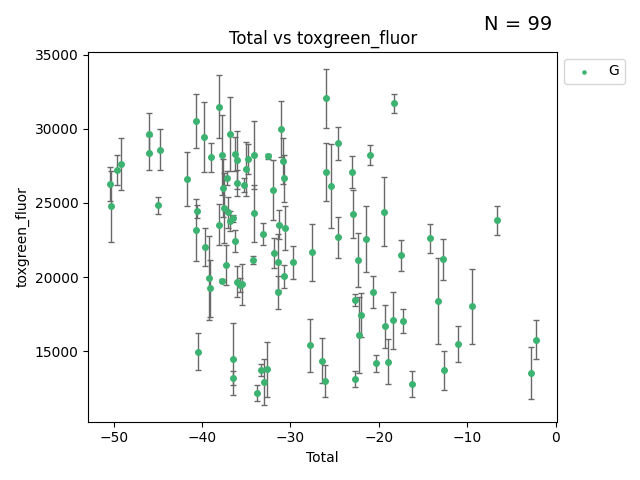 N = 99
Total vs toxgreen_fluor
G
toxgreen_fluor
35000
30000
25000
20000
15000
−50
−40
−30
−20
−10
0
Total